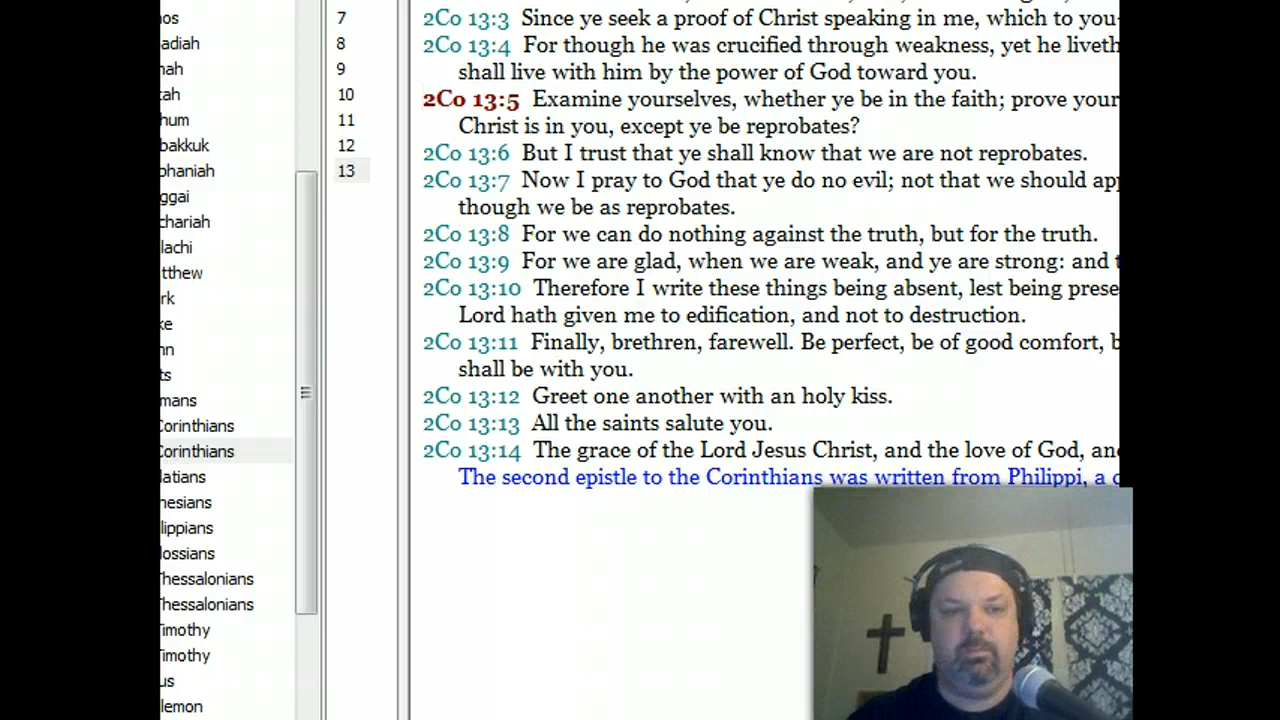 nos
adiah
nah
cah
hum
bakkuk
phaniah
ggai
chariah
lachi
tthew
rk
ke
hn
ts
mans
Corinthians
Corinthians
latians
hesians
ilippians
lossians
Thessalonians
Thessalonians
Timothy
Timothy
us
lemon
7
8
9
10
11
12
13
2Co 13:3 Since ye seek a proof of Christ speaking in me, which to you-
2Co 13:4 For though he was crucified through weakness, yet he liveth
shall live with him by the power of God toward you.
2Co 13:5 Examine yourselves, whether ye be in the faith; prove your
Christ is in you, except ye be reprobates?
2Co 13:6 But I trust that ye shall know that we are not reprobates.
2Co 13:7 Now I pray to God that ye do no evil; not that we should app
though we be as reprobates.
2Co 13:8 For we can do nothing against the truth, but for the truth.
2Co 13:9 For we are glad, when we are weak, and ye are strong: and t
2Co 13:10 Therefore I write these things being absent, lest being prese
Lord hath given me to edification, and not to destruction.
2Co 13:11 Finally, brethren, farewell. Be perfect, be of good comfort, b
shall be with you.
2Co 13:12 Greet one another with an holy kiss.
2Co 13:13 All the saints salute you.
2Co 13:14 The grace of the Lord Jesus Christ, and the love of God, and
The second epistle to the Corinthians was written from Philippi, a c